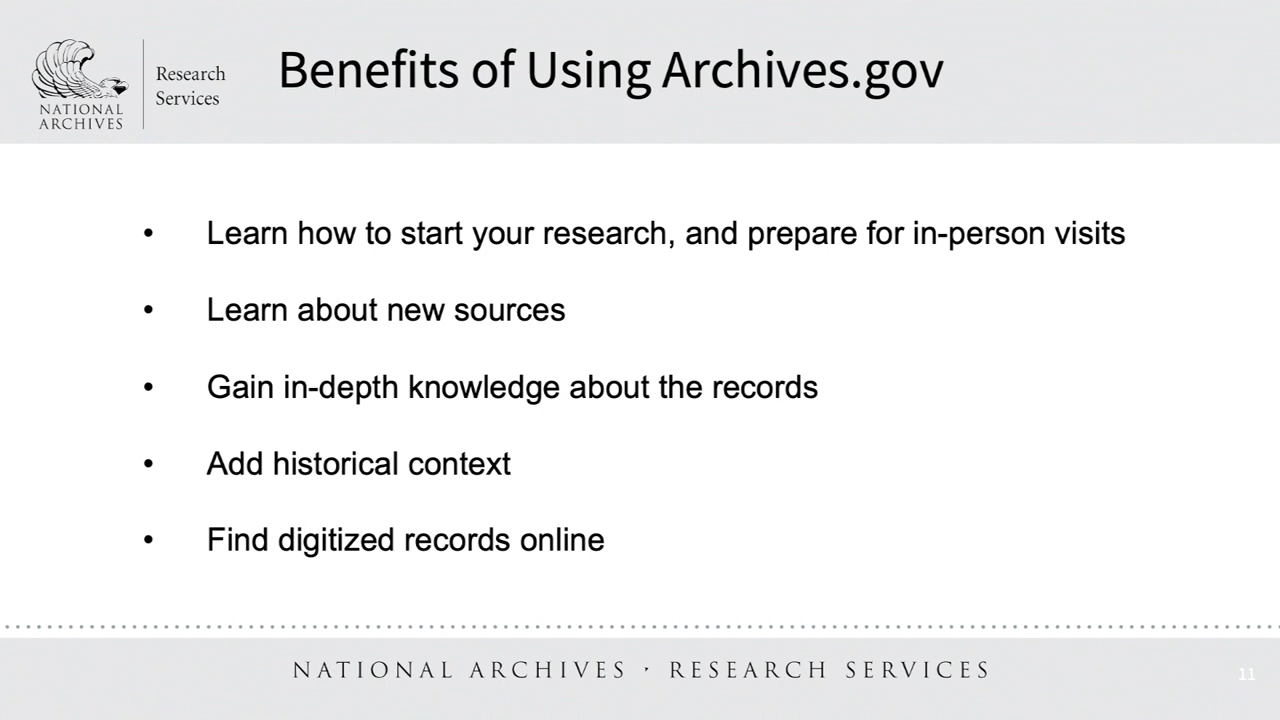 NATIONAL
ARCHIVES
Research
Services
Benefits of Using Archives.gov
• Learn how to start your research, and prepare for in-person visits
• Learn about new sources
• Gain in-depth knowledge about the records
• Add historical context
• Find digitized records online
NATIONAL ARCHIVES · RESEARCH SERVICES
11